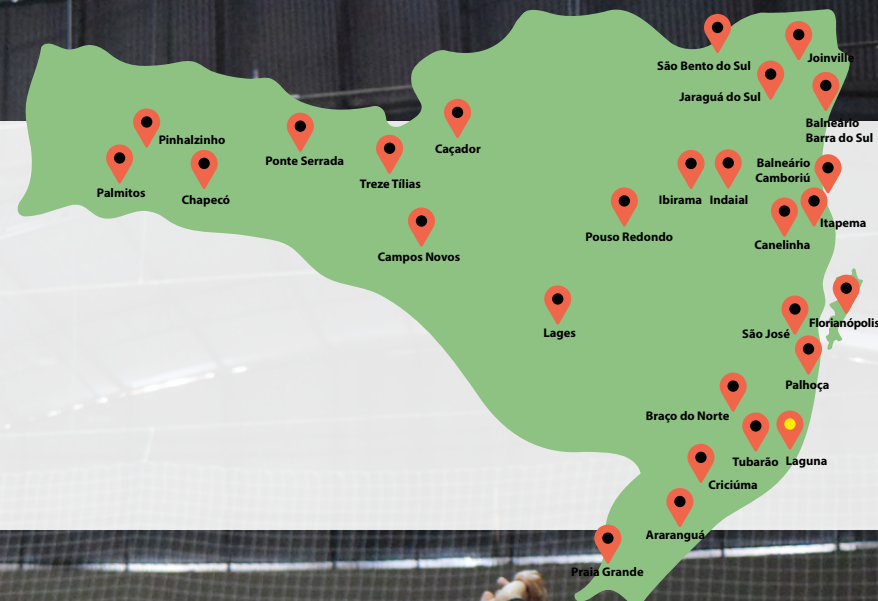 São Bento do Sul
Joinville
Jaraguá do Sul
Balneário
Barra do Sul
Pinhalzinho
Ponte Serrada
Caçador
Treze Tílias
Palmitos
Chapecó
Balneário
Camboriú
Ibirama
Indaial
Itapema
Canelinha
Pouso Redondo
Campos Novos
Lages
São José
Florianópolis
Palhoça
Braço do Norte
Tubarão
Laguna
Criciúma
Araranguá
Praia Grande